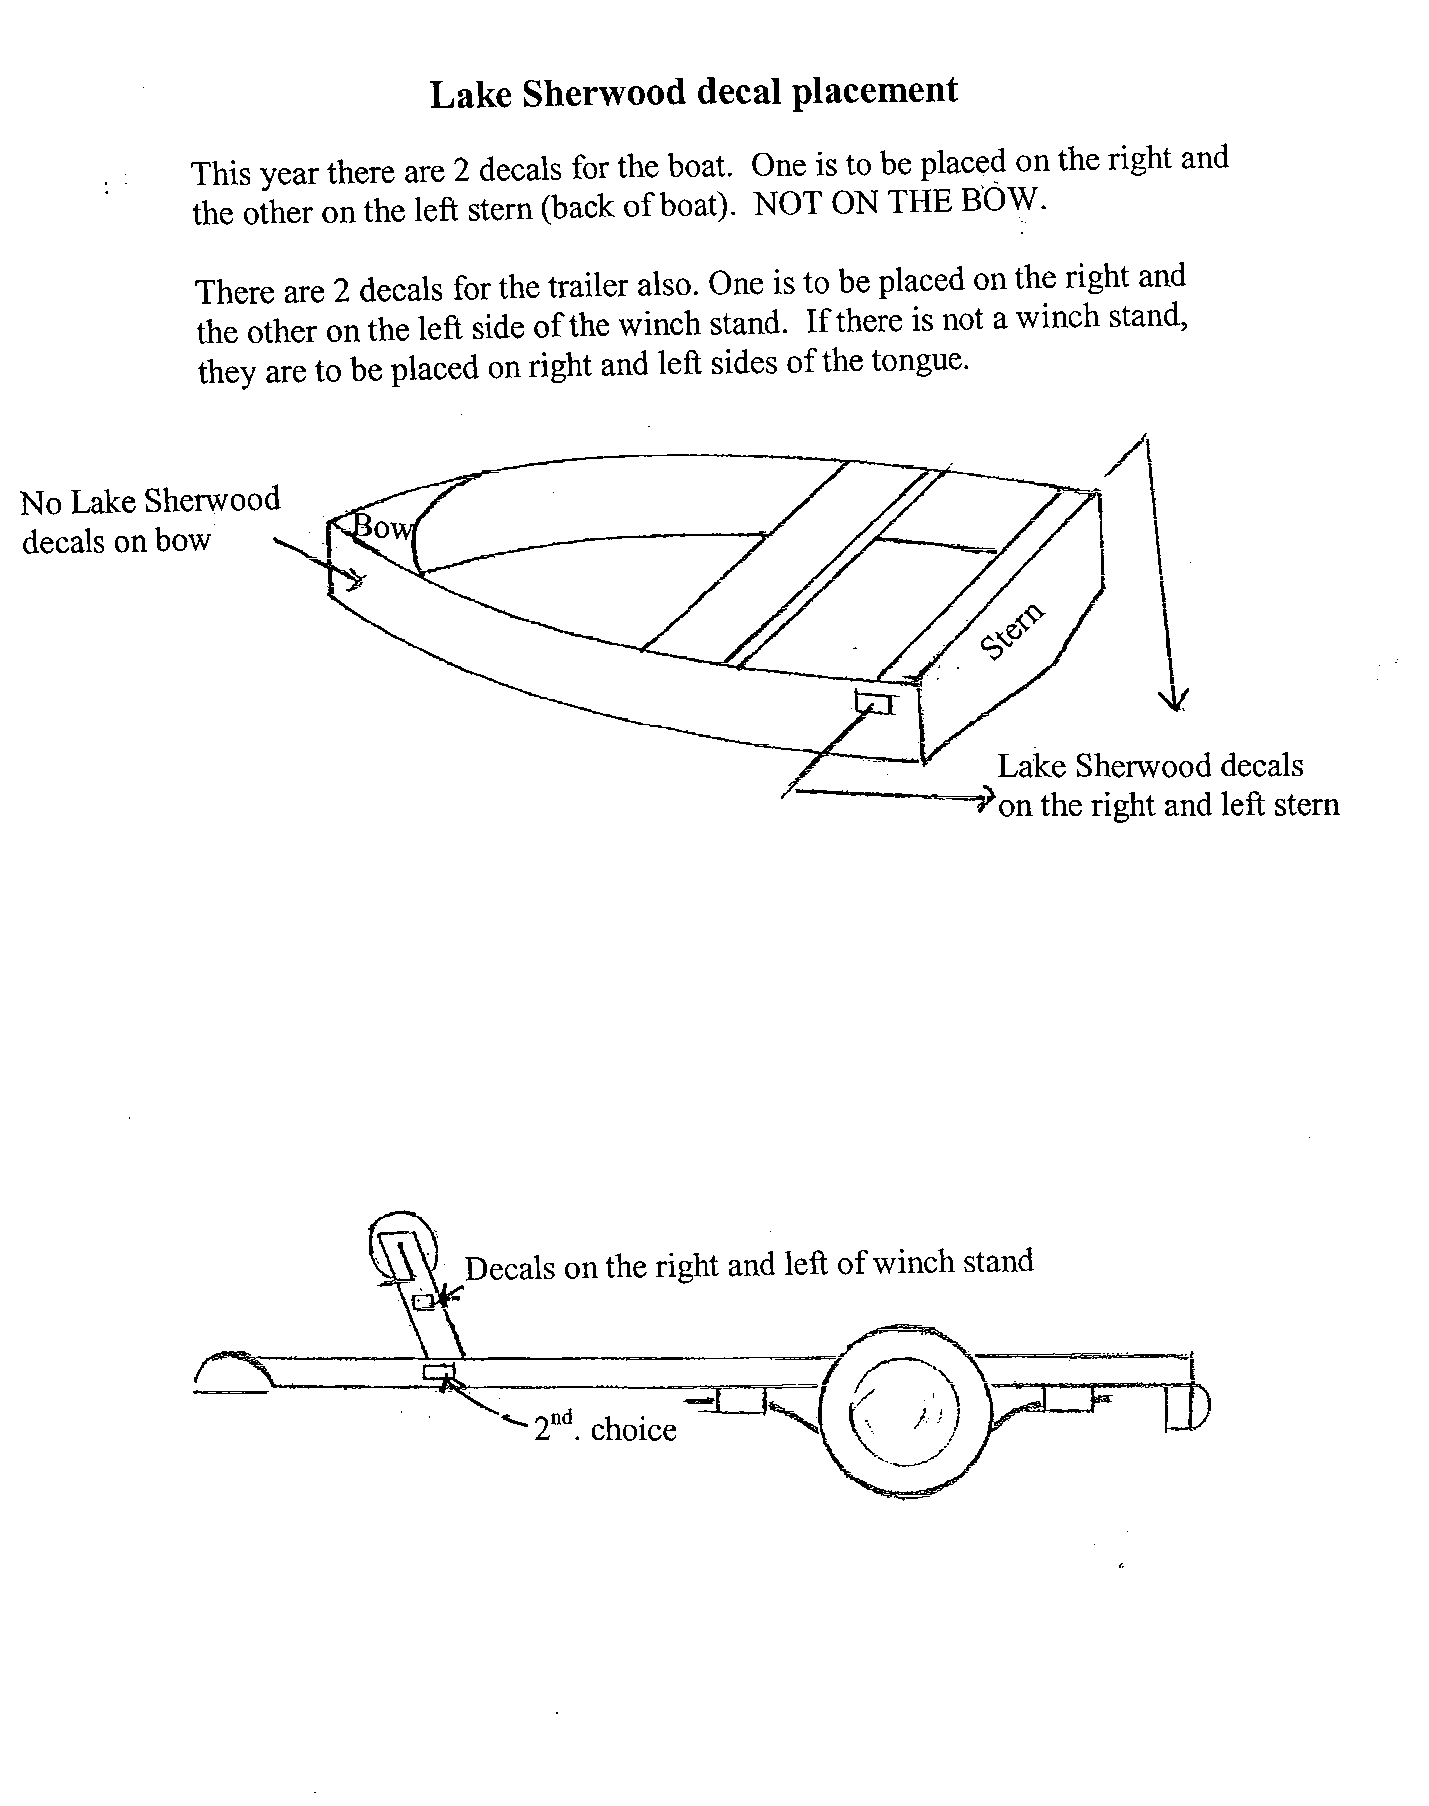 Lake Sherwood decal placement
This year there are 2 decals for the boat. One is to be placed on the right and
the other on the left stern (back of boat). NOT ON THE BOW.
There are 2 decals for the trailer also. One is to be placed on the right and
the other on the left side of the winch stand. If there is not a winch stand,
they are to be placed on right and left sides of the tongue.
No Lake Sherwood
decals on bow
Bow
Stern
Lake Sherwood decals
on the right and left stern
Decals on the right and left of winch stand
2nd. choice